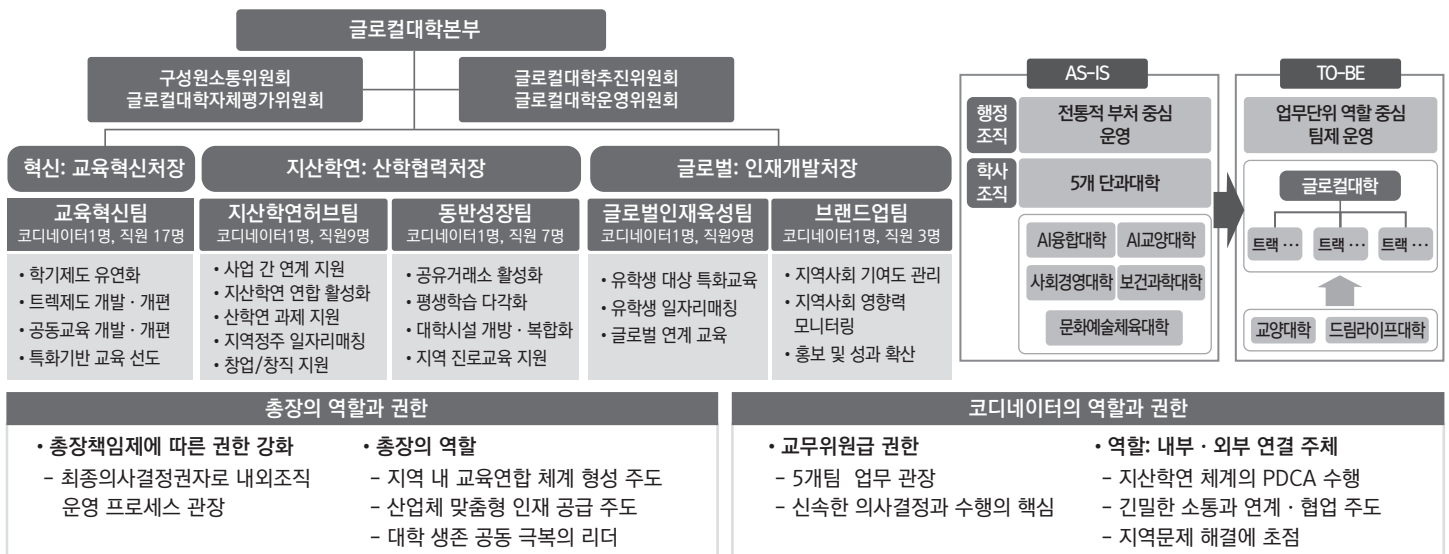 글로컬대학본부
구성원소통위원회
글로컬대학자체평가위원회
글로컬대학추진위원회
글로컬대학운영위원회
혁신: 교육혁신처장
지산학연: 산학협력처장
글로벌: 인재개발처장
교육혁신팀
코디네이터1명, 직원 17명
• 학기제도 유연화
• 트렉제도 개발 · 개편
• 공동교육 개발 · 개편
• 특화기반 교육 선도
지산학연허브팀
코디네이터1명, 직원9명
• 사업 간 연계 지원
• 지산학연 연합 활성화
• 산학연 과제 지원
• 지역정주 일자리매칭
• 창업/창직 지원
동반성장팀
코디네이터1명, 직원 7명
• 공유거래소 활성화
• 평생학습 다각화
• 대학시설 개방 · 복합화
• 지역 진로교육 지원
글로벌인재육성팀
코디네이터1명, 직원9명
• 유학생 대상 특화교육
• 유학생 일자리매칭
• 글로벌 연계 교육
브랜드업팀
코디네이터1명, 직원 3명
• 지역사회 기여도 관리
• 지역사회 영향력
모니터링
• 홍보 및 성과 확산
AS-IS
행정
조직
전통적 부처 중심
운영
학사
조직
5개 단과대학
AI융합대학 AI교양대학
사회경영대학 보건과학대학
문화예술체육대학
TO-BE
업무단위 역할 중심
팀제 운영
글로컬대학
트랙 … 트랙 … 트랙 …
교양대학 드림라이프대학
총장의 역할과 권한
• 총장책임제에 따른 권한 강화
- 최종의사결정권자로 내외조직
운영 프로세스 관장
• 총장의 역할
- 지역 내 교육연합 체계 형성 주도
- 산업체 맞춤형 인재 공급 주도
- 대학 생존 공동 극복의 리더
코디네이터의 역할과 권한
• 교무위원급 권한
- 5개팀 업무 관장
- 신속한 의사결정과 수행의 핵심
• 역할: 내부 · 외부 연결 주체
- 지산학연 체계의 PDCA 수행
- 긴밀한 소통과 연계 · 협업 주도
- 지역문제 해결에 초점